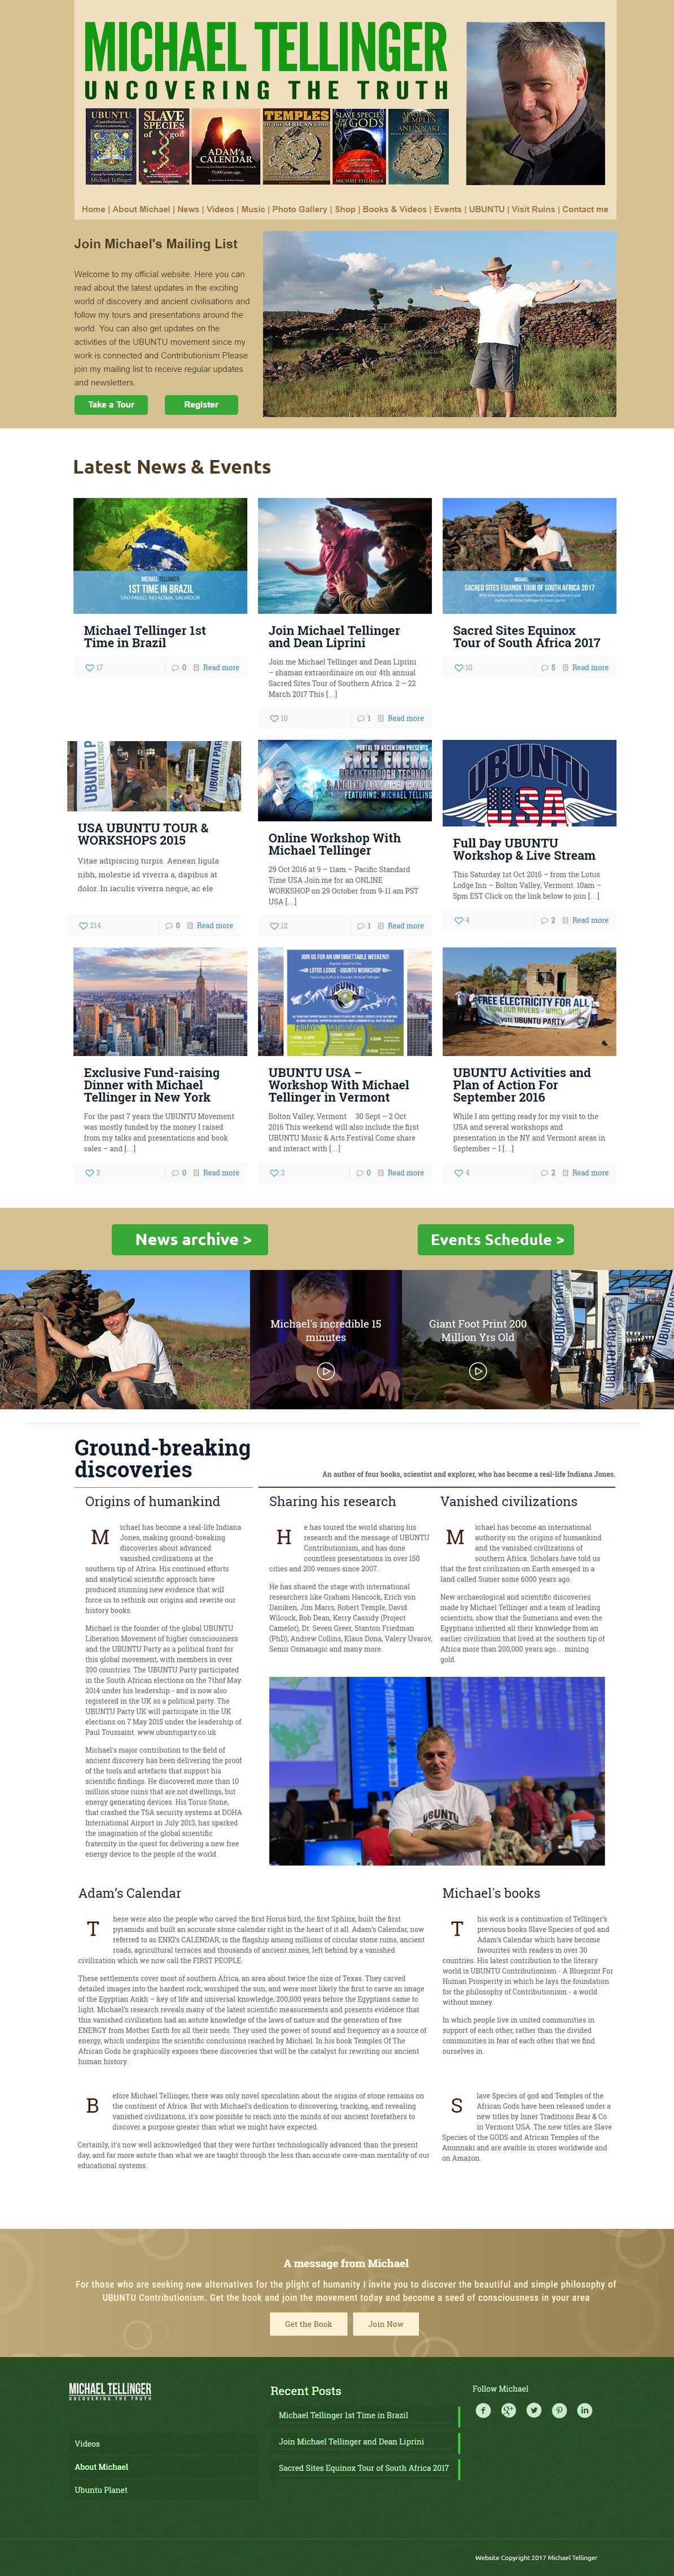 MICHAEL TELLINGER
UNCOVERING THE TRUTH
UBUNTU
Michael Tellinger
SLAVE
SPECIES
of god
ADAM's
CALENDAR
TEMPLES
OF THE AFRICAN GODS
SLAVE SPECIES
GODS
MICHAEL TELLINGER
TEMPLES
ANUNNAKI
Home | About Michael | News | Videos | Music | Photo Gallery | Shop | Books & Videos | Events | UBUNTU | Visit Ruins | Contact me
Join Michael's Mailing List
Welcome to my official website. Here you can
read about the latest updates in the exciting
world of discovery and ancient civilisations and
follow my tours and presentations around the
world. You can also get updates on the
activities of the UBUNTU movement since my
work is connected and Contributionism Please
join my mailing list to receive regular updates
and newsletters.
Take a Tour
Register
Latest News & Events
MICHAEL TELLINGER
1ST TIME IN BRAZIL
SÃO PAULO, RIO ACIMA, SALVADOR
MICHAEL TELLINGER
SACRED SITES EQUINOX TOUR OF SOUTH AFRICA 2017
Michael Tellinger 1st
Time in Brazil
17
0
Read more
Join Michael Tellinger
and Dean Liprini
Join me Michael Tellinger and Dean Liprini
– shaman extraordinaire on our 4th annual
Sacred Sites Tour of Southern Africa. 2 – 22
March 2017 This [...]
10
1
Read more
Sacred Sites Equinox
Tour of South Africa 2017
10
5
Read more
UBUNTU P
FREE ELECTRICIT
UBUNTU PAR
PORTAL TO ASCENSION PRESENTS
FREE ENERG
BREAKTHROUGH TECHNOL
& ANCIENT
FEATURING: MICHAEL TELLIN
UBUNTU
USA
USA UBUNTU TOUR &
WORKSHOPS 2015
Vitae adipiscing turpis. Aenean ligula
nibh, molestie id viverra a, dapibus at
dolor. In iaculis viverra neque, ac ele
214
0
Read more
Online Workshop With
Michael Tellinger
29 Oct 2016 at 9 – 11am – Pacific Standard
Time USA Join me for an ONLINE
WORKSHOP on 29 October from 9-11 am PST
USA [...]
12
1
Read more
Full Day UBUNTU
Workshop & Live Stream
This Saturday 1st Oct 2016 – from the Lotus
Lodge Inn – Bolton Valley, Vermont. 10am –
5pm EST Click on the link below to join [...]
4
2
Read more
JOIN US FOR AN UNFORGETTABLE WEEKEND!
LOTUS LODGE - UBUNTU WORKSHOP
UBUNTU
FREE ELECTRICITY FOR ALL
FROM OUR RIVERS - WIND - SUN
VOTE UBUNTU PARTY
Exclusive Fund-raising
Dinner with Michael
Tellinger in New York
For the past 7 years the UBUNTU Movement
was mostly funded by the money I raised
from my talks and presentations and book
sales – and [...]
3
0
Read more
UBUNTU USA –
Workshop With Michael
Tellinger in Vermont
Bolton Valley, Vermont 30 Sept – 2 Oct
2016 This weekend will also include the first
UBUNTU Music & Arts Festival Come share
and interact with [...]
3
0
Read more
UBUNTU Activities and
Plan of Action For
September 2016
While I am getting ready for my visit to the
USA and several workshops and
presentation in the NY and Vermont areas in
September – I [...]
4
2
Read more
News archive >
Events Schedule >
Michael's incredible 15
minutes
Giant Foot Print 200
Million Yrs Old
UBUNTU PARTY
UBUNTU PARTY
UBUNTU
Ground-breaking
discoveries
An author of four books, scientist and explorer, who has become a real-life Indiana Jones.
Origins of humankind
Michael has become a real-life Indiana
Jones, making ground-breaking
discoveries about advanced
vanished civilizations at the
southern tip of Africa. His continued efforts
and analytical scientific approach have
produced stunning new evidence that will
force us to rethink our origins and rewrite our
history books.
Michael is the founder of the global UBUNTU
Liberation Movement of higher consciousness
and the UBUNTU Party as a political front for
this global movement, with members in over
200 countries. The UBUNTU Party participated
in the South African elections on the 7thof May
2014 under his leadership - and is now also
registered in the UK as a political party. The
UBUNTU Party UK will participate in the UK
elections on 7 May 2015 under the leadership of
Paul Toussaint. www.ubuntuparty.co.uk
Michael's major contribution to the field of
ancient discovery has been delivering the proof
of the tools and artefacts that support his
scientific findings. He discovered more than 10
million stone ruins that are not dwellings, but
energy generating devices. His Torus Stone,
that crashed the TSA security systems at DOHA
International Airport in July 2013, has sparked
the imagination of the global scientific
fraternity in the quest for delivering a new free
energy device to the people of the world.
Sharing his research
He has toured the world sharing his
research and the message of UBUNTU
Contributionism, and has done
countless presentations in over 150
cities and 200 venues since 2007..
He has shared the stage with international
researchers like Graham Hancock, Erich von
Daniken, Jim Marrs, Robert Temple, David
Wilcock, Bob Dean, Kerry Cassidy (Project
Camelot), Dr. Seven Greer, Stanton Friedman
(PhD), Andrew Collins, Klaus Dona, Valery Uvarov,
Semir Osmanagic and many more.
Vanished civilizations
Michael has become an international
authority on the origins of humankind
and the vanished civilizations of
southern Africa. Scholars have told us
that the first civilization on Earth emerged in a
land called Sumer some 6000 years ago.
New archaeological and scientific discoveries
made by Michael Tellinger and a team of leading
scientists, show that the Sumerians and even the
Egyptians inherited all their knowledge from an
earlier civilization that lived at the southern tip of
Africa more than 200,000 years ago... mining
gold.
UBUNTU
Adam's Calendar
These were also the people who carved the first Horus bird, the first Sphinx, built the first
pyramids and built an accurate stone calendar right in the heart of it all. Adam's Calendar, now
referred to as ENKI's CALENDAR, is the flagship among millions of circular stone ruins, ancient
roads, agricultural terraces and thousands of ancient mines, left behind by a vanished
civilization which we now call the FIRST PEOPLE.
These settlements cover most of southern Africa, an area about twice the size of Texas. They carved
detailed images into the hardest rock, worshiped the sun, and were most likely the first to carve an image
of the Egyptian Ankh – key of life and universal knowledge, 200,000 years before the Egyptians came to
light. Michael's research reveals many of the latest scientific measurements and presents evidence that
this vanished civilization had an astute knowledge of the laws of nature and the generation of free
ENERGY from Mother Earth for all their needs. They used the power of sound and frequency as a source of
energy, which underpins the scientific conclusions reached by Michael. In his book Temples Of The
African Gods he graphically exposes these discoveries that will be the catalyst for rewriting our ancient
human history.
Before Michael Tellinger, there was only novel speculation about the origins of stone remains on
the continent of Africa. But with Michael's dedication to discovering, tracking, and revealing
vanished civilizations, it's now possible to reach into the minds of our ancient forefathers to
discover a purpose greater than what we might have expected.
Certainly, it's now well acknowledged that they were further technologically advanced than the present
day, and far more astute than what we are taught through the less than accurate cave-man mentality of our
educational systems.
Michael's books
This work is a continuation of Tellinger's
previous books Slave Species of god and
Adam's Calendar which have become
favourites with readers in over 30
countries. His latest contribution to the literary
world is UBUNTU Contributionism - A Blueprint For
Human Prosperity in which he lays the foundation
for the philosophy of Contributionism - a world
without money.
In which people live in united communities in
support of each other, rather than the divided
communities in fear of each other that we find
ourselves in.
Slave Species of god and Temples of the
African Gods have been released under a
new titles by Inner Traditions Bear & Co
in Vermont USA. The new titles are Slave
Species of the GODS and African Temples of the
Anunnaki and are avaible in stores worldwide and
on Amazon.
A message from Michael
For those who are seeking new alternatives for the plight of humanity I invite you to discover the beautiful and simple philosophy of
UBUNTU Contributionism. Get the book and join the movement today and become a seed of consciousness in your area
Get the Book
Join Now
MICHAEL TELLINGER
UNCOVERING THE TRUTH
Videos
About Michael
Ubuntu Planet
Recent Posts
Michael Tellinger 1st Time in Brazil
Join Michael Tellinger and Dean Liprini
Sacred Sites Equinox Tour of South Africa 2017
Follow Michael
Website Copyright 2017 Michael Tellinger